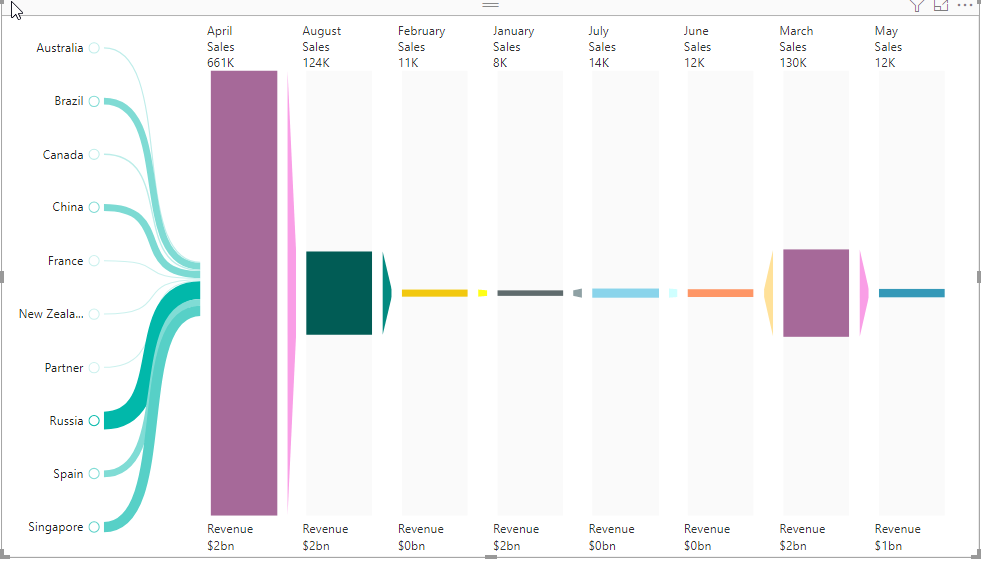 April
Sales
661K
August
Sales
124K
February
Sales
11K
January
Sales
8K
July
Sales
14K
June
Sales
12K
March
Sales
130K
May
Sales
12K
Australia
Brazil
Canada
China
France
New Zeala...
Partner
Russia
Spain
Singapore
Revenue
$2bn
Revenue
$2bn
Revenue
$0bn
Revenue
$2bn
Revenue
$0bn
Revenue
$0bn
Revenue
$2bn
Revenue
$1bn